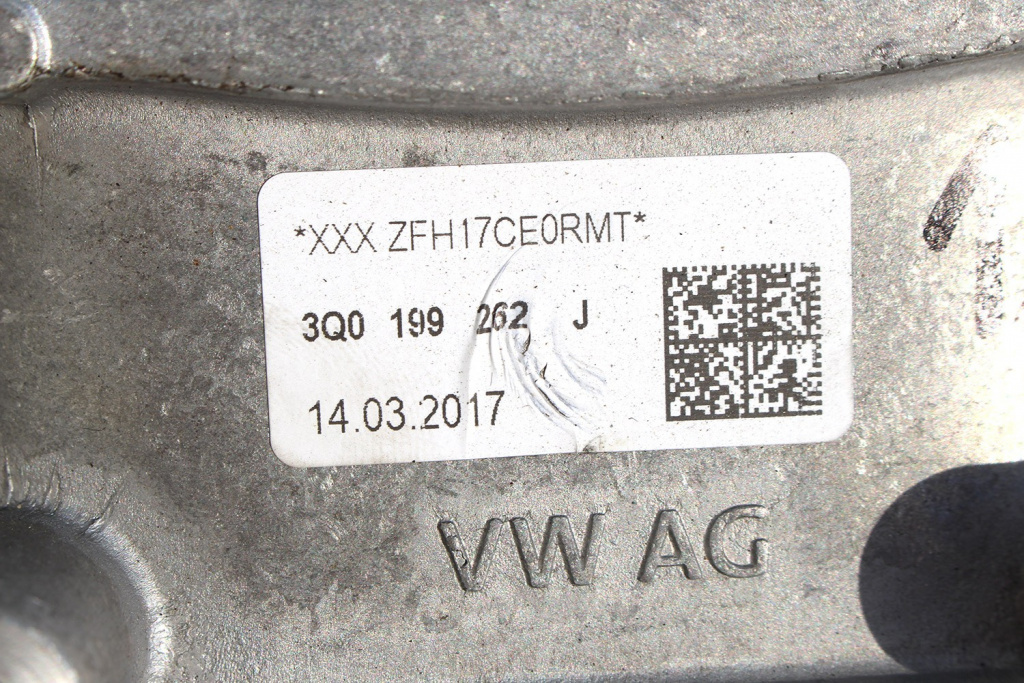 *XXX ZFH17CE0RMT*
3Q0 199 262 J
14.03.2017
VW AG